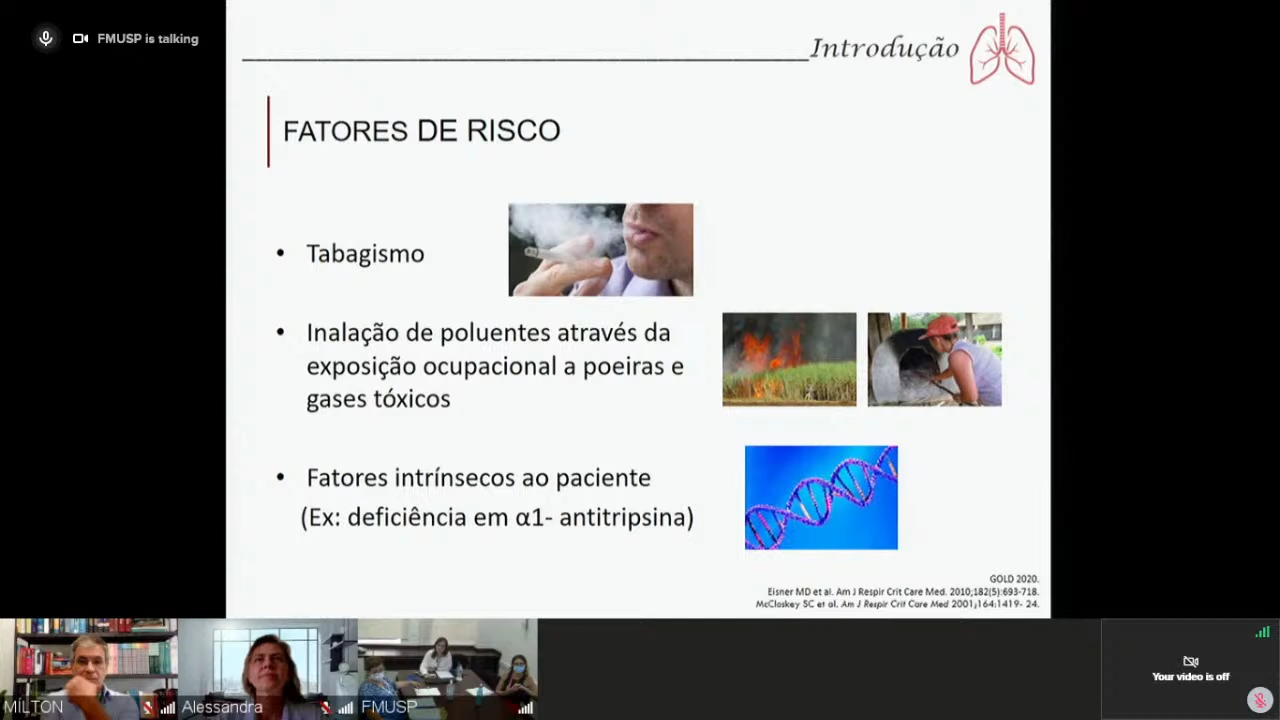 FMUSP is talking
Introdução
FATORES DE RISCO
• Tabagismo
• Inalação de poluentes através da
exposição ocupacional a poeiras e
gases tóxicos
• Fatores intrínsecos ao paciente
(Ex: deficiência em α1- antitripsina)
GOLD 2020.
Eisner MD et al. Am J Respir Crit Care Med. 2010;182(5):693-718.
McCloskey SC et al. Am J Respir Crit Care Med 2001;164:1419- 24.
MILTON
Alessandra
FMUSP
Your video is off